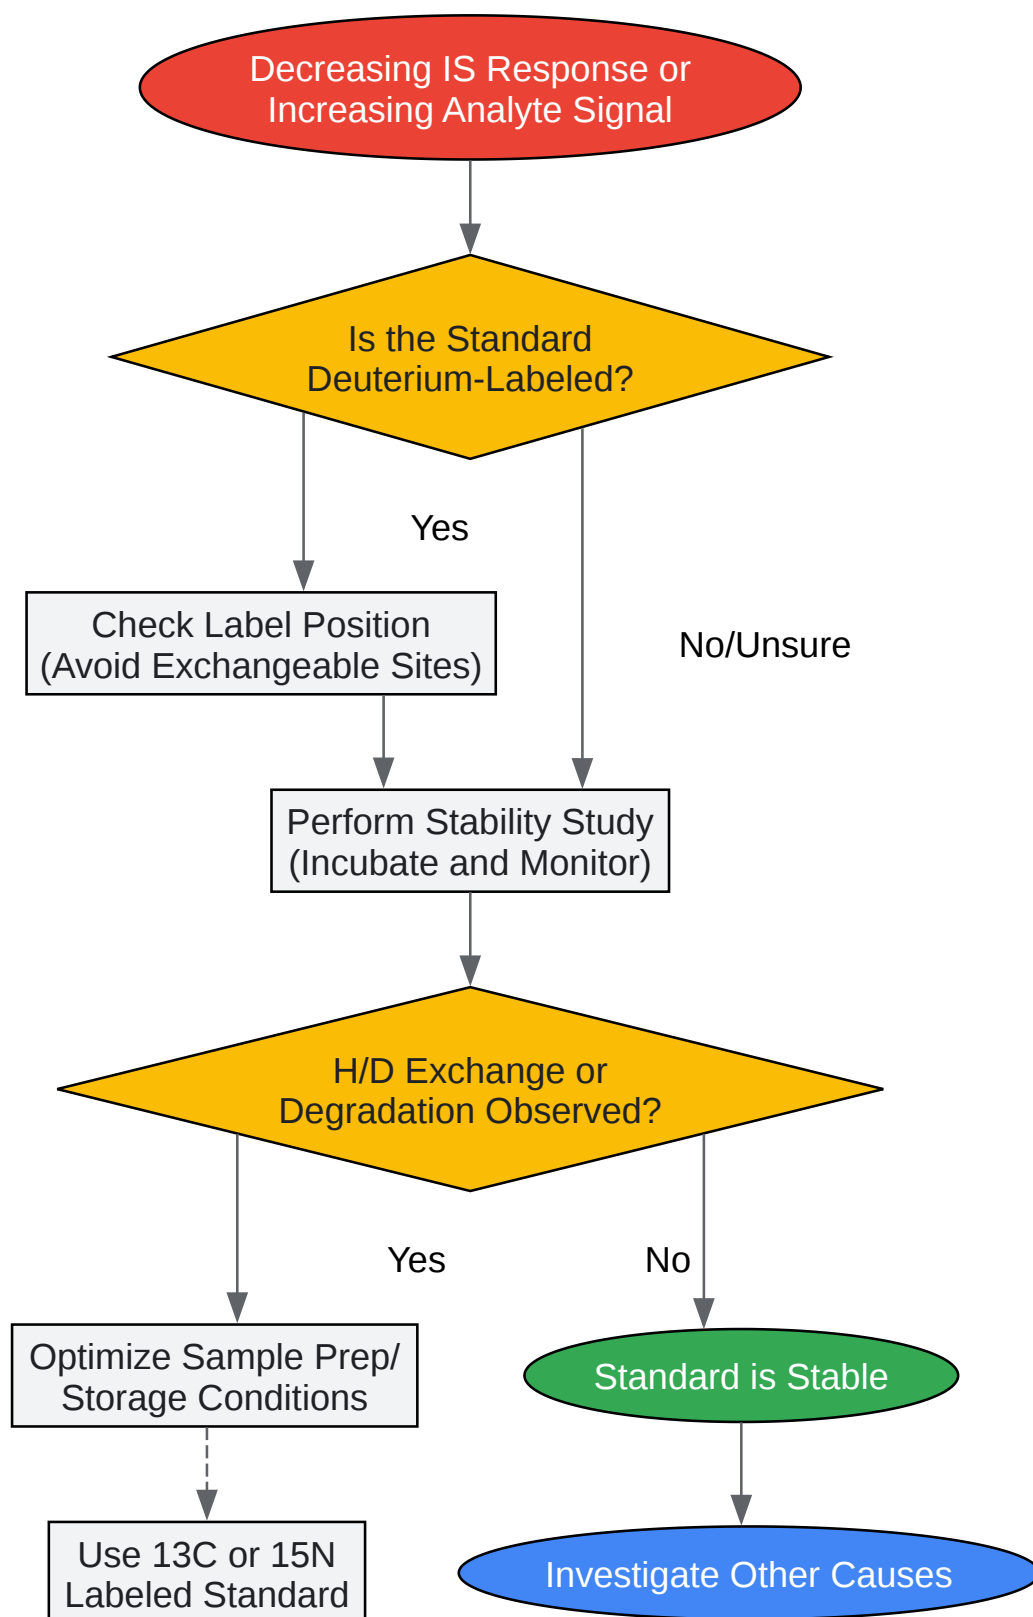 Decreasing IS Response or
Increasing Analyte Signal
Is the Standard
Deuterium-Labeled?
Yes
Check Label Position
(Avoid Exchangeable Sites)
No/Unsure
Perform Stability Study
(Incubate and Monitor)
H/D Exchange or
Degradation Observed?
Yes
No
Optimize Sample Prep/
Storage Conditions
Standard is Stable
Use 13C or 15N
Labeled Standard
Investigate Other Causes